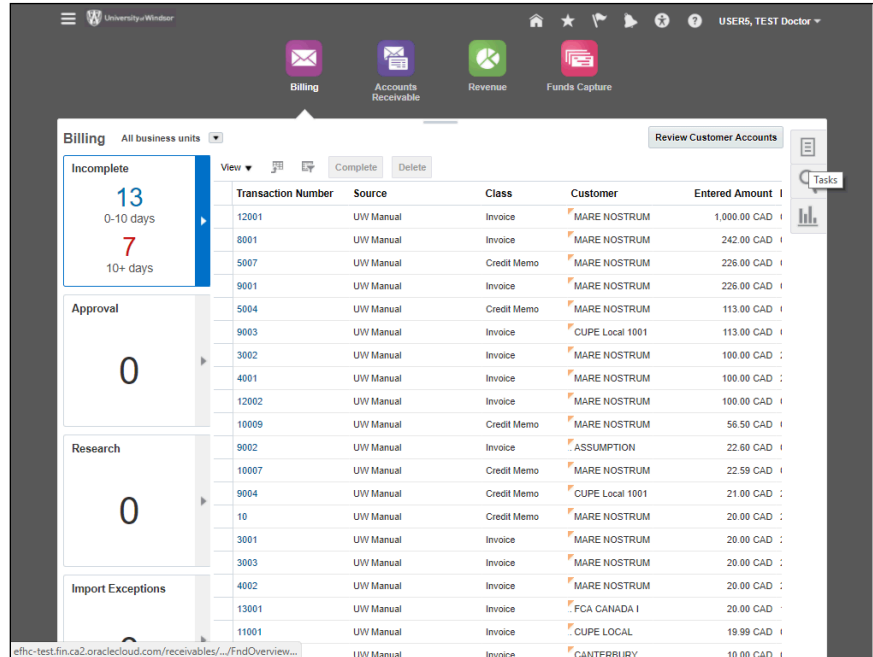 University of Windsor
USER5, TEST Doctor
Billing
Accounts Receivable
Revenue
Funds Capture
Billing All business units
Review Customer Accounts
Tasks
Incomplete
13
0-10 days
7
10+ days
Approval
0
Research
0
Import Exceptions
View Complete Delete
Transaction Number Source Class Customer Entered Amount
12001 UW Manual Invoice MARE NOSTRUM 1,000.00 CAD
8001 UW Manual Invoice MARE NOSTRUM 242.00 CAD
5007 UW Manual Credit Memo MARE NOSTRUM 226.00 CAD
9001 UW Manual Invoice MARE NOSTRUM 226.00 CAD
5004 UW Manual Credit Memo MARE NOSTRUM 113.00 CAD
9003 UW Manual Invoice CUPE Local 1001 113.00 CAD
3002 UW Manual Invoice MARE NOSTRUM 100.00 CAD
4001 UW Manual Invoice MARE NOSTRUM 100.00 CAD
12002 UW Manual Invoice MARE NOSTRUM 100.00 CAD
10009 UW Manual Credit Memo MARE NOSTRUM 56.50 CAD
9002 UW Manual Invoice ASSUMPTION 22.60 CAD
10007 UW Manual Credit Memo MARE NOSTRUM 22.59 CAD
9004 UW Manual Credit Memo CUPE Local 1001 21.00 CAD
10 UW Manual Credit Memo MARE NOSTRUM 20.00 CAD
3001 UW Manual Invoice MARE NOSTRUM 20.00 CAD
3003 UW Manual Invoice MARE NOSTRUM 20.00 CAD
4002 UW Manual Invoice MARE NOSTRUM 20.00 CAD
13001 UW Manual Invoice FCA CANADA I 20.00 CAD
11001 UW Manual Invoice CUPE LOCAL 19.99 CAD
UW Manual Invoice CANTERBURY 10.00 CAD
efhc-test.fin.ca2.oraclecloud.com/receivables/.../FndOverview...